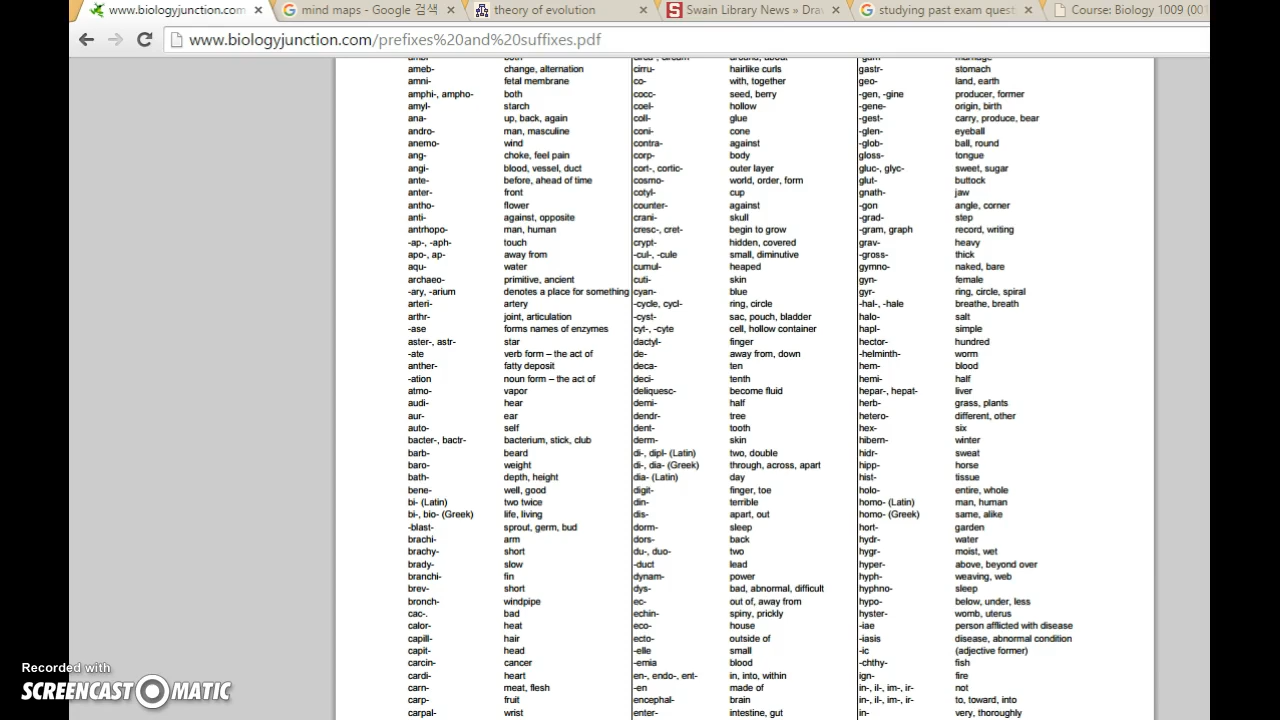 www.biologyjunction.com
mind maps - Google 검색
theory of evolution
Swain Library News » Drav
studying past exam quest
Course: Biology 1009 (001
www.biologyjunction.com/prefixes%20and%20suffixes.pdf
ameb- change, alternation
amni- fetal membrane
amphi-, ampho- both
amyl- starch
ana- up, back, again
andro- man, masculine
anemo- wind
ang- choke, feel pain
angi- blood, vessel, duct
ante- before, ahead of time
anter- front
antho- flower
anti- against, opposite
antrhopo- man, human
-ap-, -aph- touch
apo-, ap- away from
aqu- water
archaeo- primitive, ancient
-ary, -arium denotes a place for something
arteri- artery
arthr- joint, articulation
-ase forms names of enzymes
aster-, astr- star
-ate verb form – the act of
anther- fatty deposit
-ation noun form – the act of
atmo- vapor
audi- hear
aur- ear
auto- self
bacter-, bactr- bacterium, stick, club
barb- beard
baro- weight
bath- depth, height
bene- well, good
bi- (Latin) two twice
bi-, bio- (Greek) life, living
-blast- sprout, germ, bud
brachi- arm
brachy- short
brady- slow
branchi- fin
brev- short
bronch- windpipe
cac-. bad
calor- heat
capill- hair
capit- head
carcin- cancer
cardi- heart
carn- meat, flesh
carp- fruit
carpal- wrist
cirru- hairlike curls
co- with, together
cocc- seed, berry
coel- hollow
coll- glue
coni- cone
contra- against
corp- body
cort-, cortic- outer layer
cosmo- world, order, form
cotyl- cup
counter- against
crani- skull
cresc-, cret- begin to grow
crypt- hidden, covered
-cul-, -cule small, diminutive
cumul- heaped
cuti- skin
cyan- blue
-cycle, cycl- ring, circle
-cyst- sac, pouch, bladder
cyt-, -cyte cell, hollow container
dactyl- finger
de- away from, down
deca- ten
deci- tenth
deliquesc- become fluid
demi- half
dendr- tree
dent- tooth
derm- skin
di-, dipl- (Latin) two, double
di-, dia- (Greek) through, across, apart
dia- (Latin) day
digit- finger, toe
din- terrible
dis- apart, out
dorm- sleep
dors- back
du-, duo- two
-duct lead
dynam- power
dys- bad, abnormal, difficult
ec- out of, away from
echin- spiny, prickly
eco- house
ecto- outside of
-elle small
-emia blood
en-, endo-, ent- in, into, within
-en made of
encephal- brain
enter- intestine, gut
gastr- stomach
geo- land, earth
-gen, -gine producer, former
-gene- origin, birth
-gest- carry, produce, bear
-glen- eyeball
-glob- ball, round
gloss- tongue
gluc-, glyc- sweet, sugar
glut- buttock
gnath- jaw
-gon angle, corner
-grad- step
-gram, graph record, writing
grav- heavy
-gross- thick
gymno- naked, bare
gyn- female
gyr- ring, circle, spiral
-hal-, -hale breathe, breath
halo- salt
hapl- simple
hector- hundred
-helminth- worm
hem- blood
hemi- half
hepar-, hepat- liver
herb- grass, plants
hetero- different, other
hex- six
hibern- winter
hidr- sweat
hipp- horse
hist- tissue
holo- entire, whole
homo- (Latin) man, human
homo- (Greek) same, alike
hort- garden
hydr- water
hygr- moist, wet
hyper- above, beyond over
hyph- weaving, web
hyphno- sleep
hypo- below, under, less
hyster- womb, uterus
-iae person afflicted with disease
-iasis disease, abnormal condition
-ic (adjective former)
-chthy- fish
ign- fire
in-, il-, im-, ir- not
in-, il-, im-, ir- to, toward, into
in- very, thoroughly
Recorded with
SCREENCAST MATIC